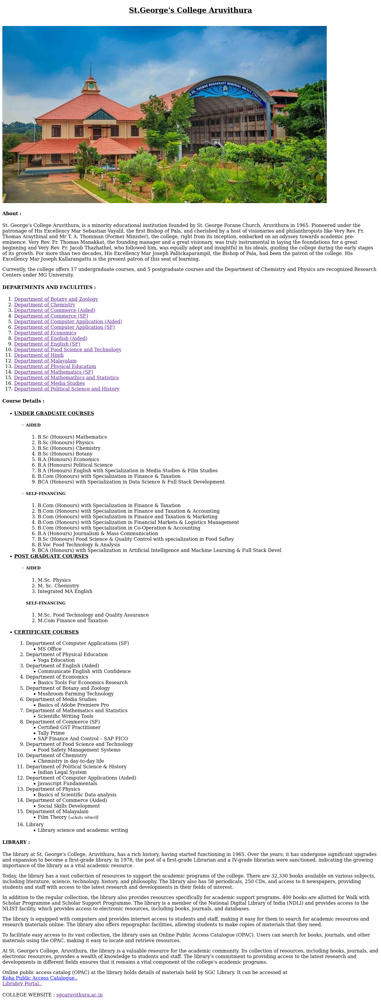 St.George's College Aruvithura
FR. THOMAS MANAKKATT MEMORIAL
About :
St. George’s College Aruvithura, is a minority educational institution founded by St. George Forane Church, Aruvithura in 1965. Pioneered under the
patronage of His Excellency Mar Sebastian Vayalil, the first Bishop of Pala, and cherished by a host of visionaries and philanthropists like Very Rev. Fr.
Thomas Araythinal and Mr T. A. Thomman (Former Minister), the college, right from its inception, embarked on an odyssey towards academic pre-
eminence. Very Rev. Fr. Thomas Manakkat, the founding manager and a great visionary, was truly instrumental in laying the foundations for a great
beginning and Very Rev. Fr. Jacob Thazhathel, who followed him, was equally adept and insightful in his ideals, guiding the college during the early stages
of its growth. For more than two decades, His Excellency Mar Joseph Pallickaparampil, the Bishop of Pala, had been the patron of the college. His
Excellency Mar Joseph Kallarangattu is the present patron of this seat of learning.
Currently, the college offers 17 undergraduate courses, and 5 postgraduate courses and the Department of Chemistry and Physics are recognized Research
Centers under MG University.
DEPARTMENTS AND FACULITIES :
1. Department of Botany and Zoology
2. Department of Chemistry
3. Department of Commerce (Aided)
4. Department of Commerce (SF)
5. Department of Computer Application (Aided)
6. Department of Computer Application (SF)
7. Department of Economics
8. Department of English (Aided)
9. Department of English (SF)
10. Department of Food Science and Technology
11. Department of Hindi
12. Department of Malayalam
13. Department of Physical Education
14. Department of Mathematics (SF)
15. Department of Mathemathics and Statistics
16. Department of Media Studies
17. Department of Political Science and History
Course Details :
• UNDER GRADUATE COURSES
◦ AIDED
1. B.Sc (Honours) Mathematics
2. B.Sc (Honours) Physics
3. B.Sc (Honours) Chemistry
4. B.Sc (Honours) Botany
5. B.A (Honours) Economics
6. B.A (Honours) Political Science
7. B A (Honours) English with Specialization in Media Studies & Film Studies
8. B.Com (Honours) with Specialization in Finance & Taxation
9. BCA (Honours) with Specialization in Data Science & Full Stack Development
◦ SELF-FINANCING
1. B.Com (Honours) with Specialization in Finance & Taxation
2. B.Com (Honours) with Specialization in Finance and Taxation & Accounting
3. B.Com (Honours) with Specialization in Finance and Taxation & Marketing
4. B.Com (Honours) with Specialization in Financial Markets & Logistics Management
5. B.Com (Honours) with Specialization in Co-Operation & Accounting
6. B.A (Honours) Journalism & Mass Communication
7. B.Sc (Honours) Food Science & Quality Control with specialization in Food Saftey
8. B.Voc Food Technology & Analysis
9. BCA (Honours) with Specialization in Artificial Intelligence and Machine Learning & Full Stack Devel
• POST GRADUATE COURSES
◦ AIDED
1. M.Sc. Physics
2. M. Sc. Chemistry
3. Integrated MA English
SELF-FINANCING
1. M.Sc. Food Technology and Quality Assurance
2. M.Com Finance and Taxation
• CERTIFICATE COURSES
1. Department of Computer Applications (SF)
▪ MS Office
2. Department of Physical Education
▪ Yoga Education
3. Department of English (Aided)
▪ Communicate English with Confidence
4. Department of Economics
▪ Basics Tools For Economics Research
5. Department of Botany and Zoology
▪ Mushroom Farming Technology
6. Department of Media Studies
▪ Basics of Adobe Premiere Pro
7. Department of Mathematics and Statistics
▪ Scientific Writing Tools
8. Department of Commerce (SF)
▪ Certified GST Practitioner
▪ Tally Prime
▪ SAP Finance And Control – SAP FICO
9. Department of Food Science and Technology
▪ Food Safety Management Systems
10. Department of Chemistry
▪ Chemistry in day-to-day life
11. Department of Political Science & History
▪ Indian Legal System
12. Department of Computer Applications (Aided)
▪ Javascript Fundamentals
13. Department of Physics
▪ Basics of Scientific Data analysis
14. Department of Commerce (Aided)
▪ Social Skills Development
15. Department of Malayalam
▪ Film Theory (ഫിലിം തിയറി)
16. Library
▪ Library science and academic writing
LIBRARY :
The library at St. George's College, Aruvithura, has a rich history, having started functioning in 1965. Over the years, it has undergone significant upgrades
and expansion to become a first-grade library. In 1978, the post of a first-grade Librarian and a IV-grade librarian were sanctioned, indicating the growing
importance of the library as a vital academic resource.
Today, the library has a vast collection of resources to support the academic programs of the college. There are 32,330 books available on various subjects,
including literature, science, technology, history, and philosophy. The library also has 58 periodicals, 250 CDs, and access to 8 newspapers, providing
students and staff with access to the latest research and developments in their fields of interest.
In addition to the regular collection, the library also provides resources specifically for academic support programs. 400 books are allotted for Walk with
Scholar Programme and Scholar Support Programme. The library is a member of the National Digital Library of India (NDLI) and provides access to the
NLIST facility, which provides access to electronic resources, including books, journals, and databases.
The library is equipped with computers and provides internet access to students and staff, making it easy for them to search for academic resources and
research materials online. The library also offers repographic facilities, allowing students to make copies of materials that they need.
To facilitate easy access to its vast collection, the library uses an Online Public Access Catalogue (OPAC). Users can search for books, journals, and other
materials using the OPAC, making it easy to locate and retrieve resources.
At St. George's College, Aruvithura, the library is a valuable resource for the academic community. Its collection of resources, including books, journals, and
electronic resources, provides a wealth of knowledge to students and staff. The library's commitment to providing access to the latest research and
developments in different fields ensures that it remains a vital component of the college's academic programs.
Online public access catalog (OPAC) at the library holds details of materials held by SGC Library. It can be accessed at
Koha Public Access Catalogue..
Librabry Portal..
COLLEGE WEBSITE : sgcaruvithura.ac.in